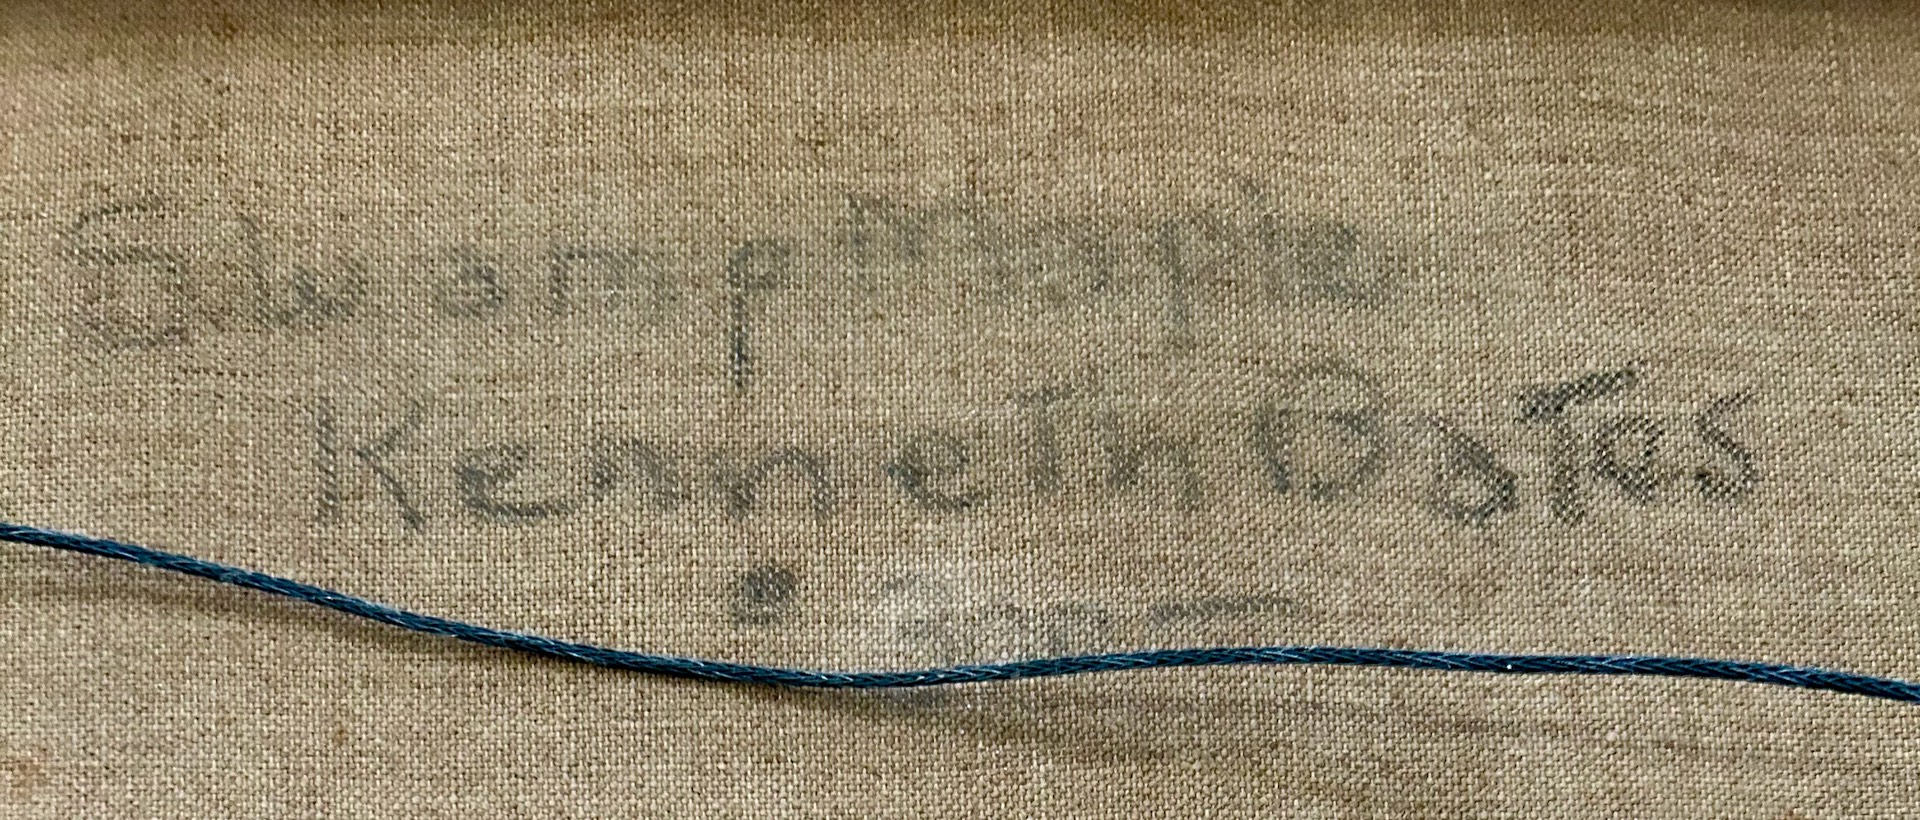 Swamp Maple
Kenneth Bates